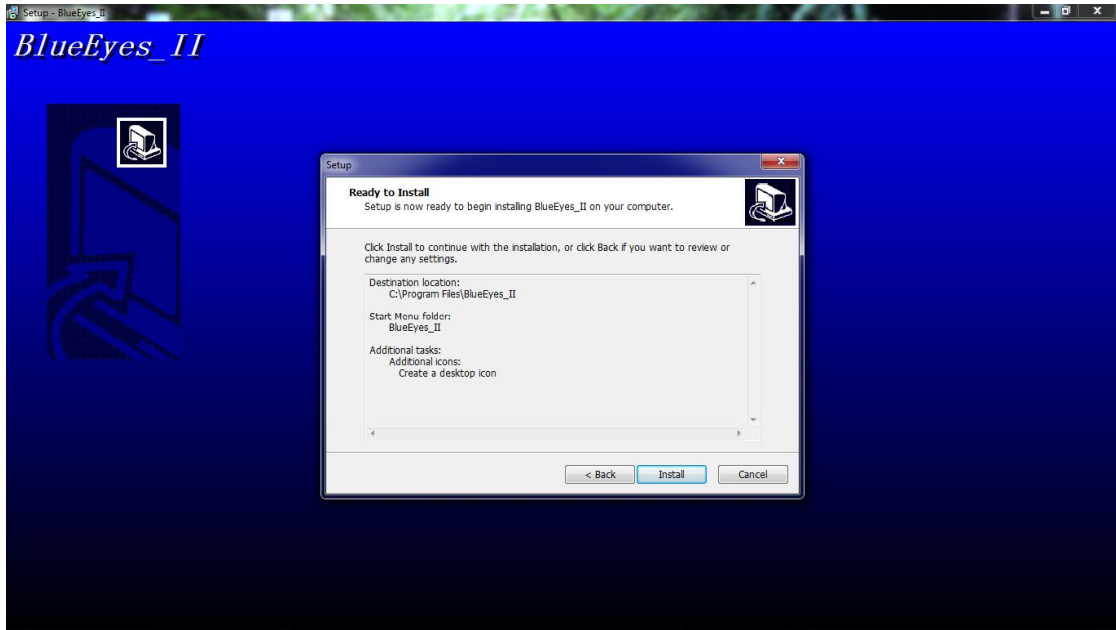 Setup - BlueEyes_II
BlueEyes_II
Setup
Ready to Install
Setup is now ready to begin installing BlueEyes_II on your computer.
Click Install to continue with the installation, or click Back if you want to review or
change any settings.
Destination location:
C:\Program Files\BlueEyes_II
Start Menu folder:
BlueEyes_II
Additional tasks:
Additional icons:
Create a desktop icon
< Back
Install
Cancel